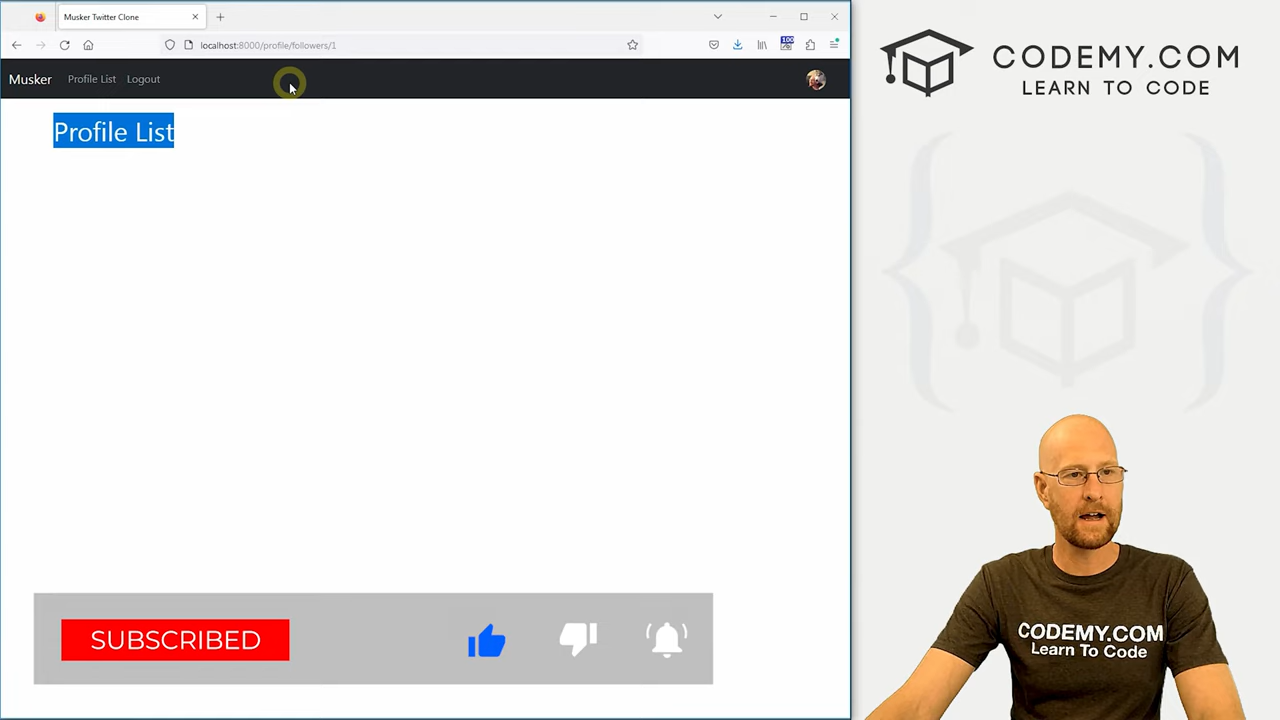 Musker Twitter Clone
localhost:8000/profile/followers/1
100
Musker
Profile List
Logout
Profile List
SUBSCRIBED
CODEMY.COM
LEARN TO CODE
CODEMY.COM
Learn To Code